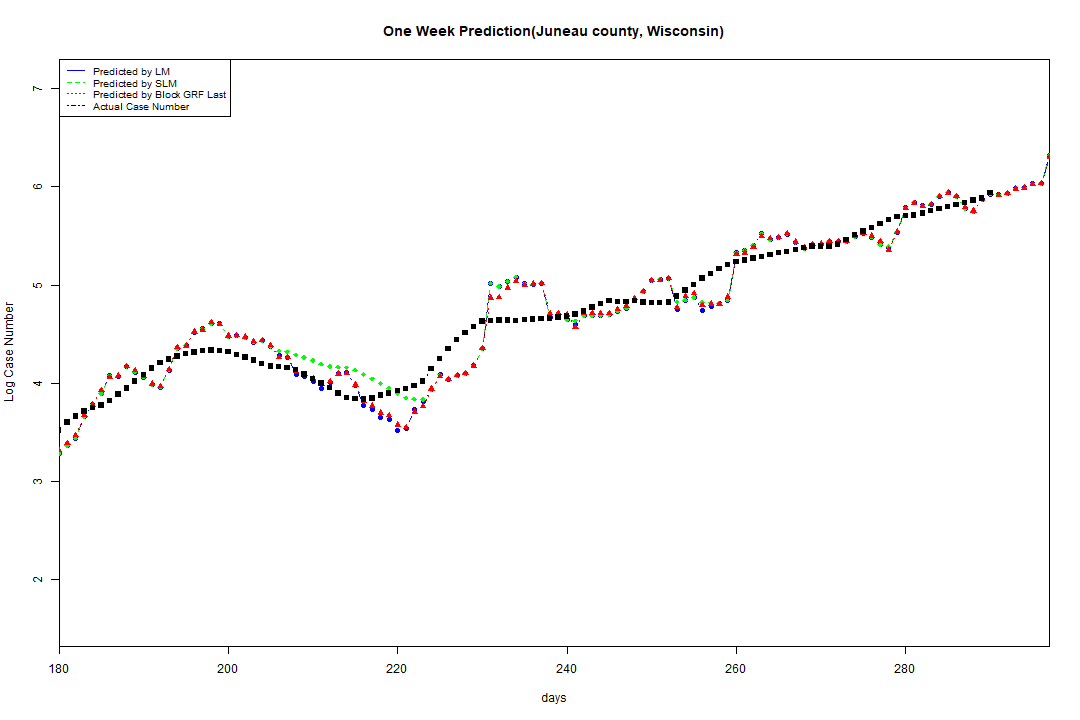 One Week Prediction(Juneau county, Wisconsin)
Predicted by LM
Predicted by SLM
Predicted by Block GRF Last
Actual Case Number
7
6
5
4
3
2
Log Case Number
180 200 220 240 260 280
days